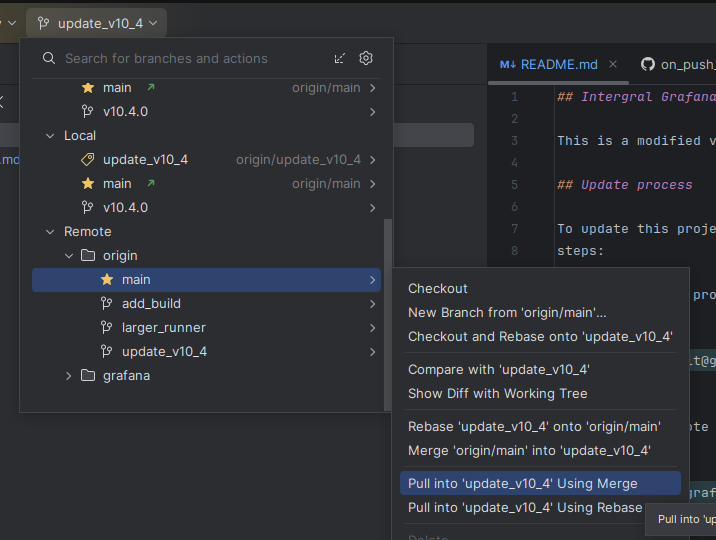 update_v10_4
Search for branches and actions
main origin/main
v10.4.0
Local
update_v10_4 origin/update_v10_4
main origin/main
v10.4.0
Remote
origin
main
add_build
larger_runner
update_v10_4
grafana
M↓ README.md
on_push_
1 ## Intergral Grafana
2
3 This is a modified v
4
5 ## Update process
6
7 To update this proje
8 steps:
pro
it@g
ote
graf
.md
Checkout
New Branch from 'origin/main'...
Checkout and Rebase onto 'update_v10_4'
Compare with 'update_v10_4'
Show Diff with Working Tree
Rebase 'update_v10_4' onto 'origin/main'
Merge 'origin/main' into 'update_v10_4'
Pull into 'update_v10_4' Using Merge
Pull into 'update_v10_4' Using Rebase
Pull into 'up
Delete